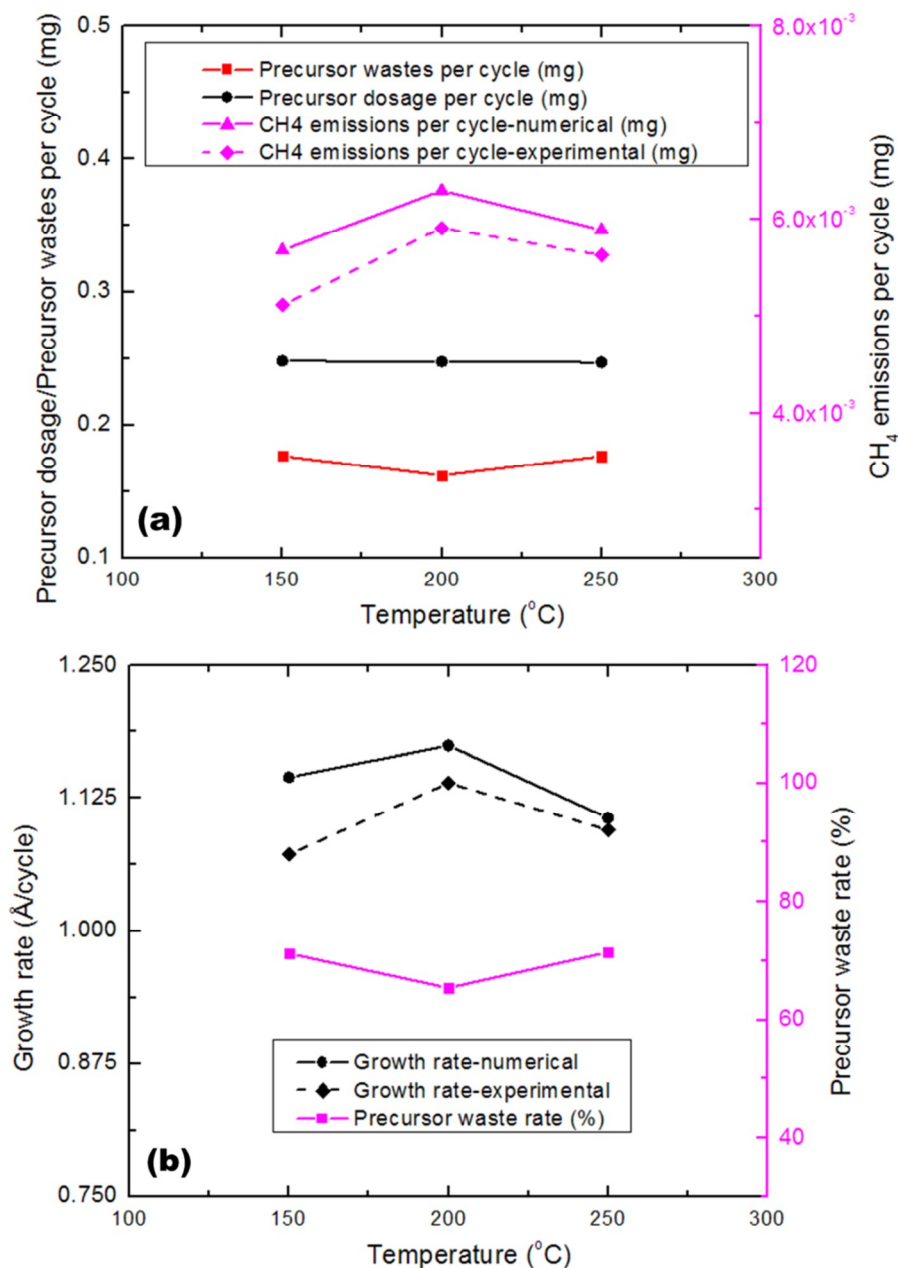 0.5
0.4
0.3
0.2
0.1
Precursor dosage/Precursor wastes per cycle (mg)
Precursor wastes per cycle (mg)
Precursor dosage per cycle (mg)
CH4 emissions per cycle-numerical (mg)
CH4 emissions per cycle-experimental (mg)
8.0x10⁻³
6.0x10⁻³
4.0x10⁻³
CH₄ emissions per cycle (mg)
(a)
100 150 200 250 300
Temperature (°C)
1.250
1.125
1.000
0.875
0.750
Growth rate (Å/cycle)
120
100
80
60
40
Precursor waste rate (%)
Growth rate-numerical
Growth rate-experimental
Precursor waste rate (%)
(b)
100 150 200 250 300
Temperature (°C)